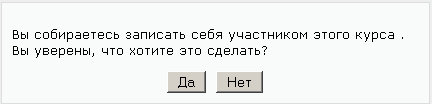 Вы собираетесь записать себя участником этого курса .
Вы уверены, что хотите это сделать?
Да Нет